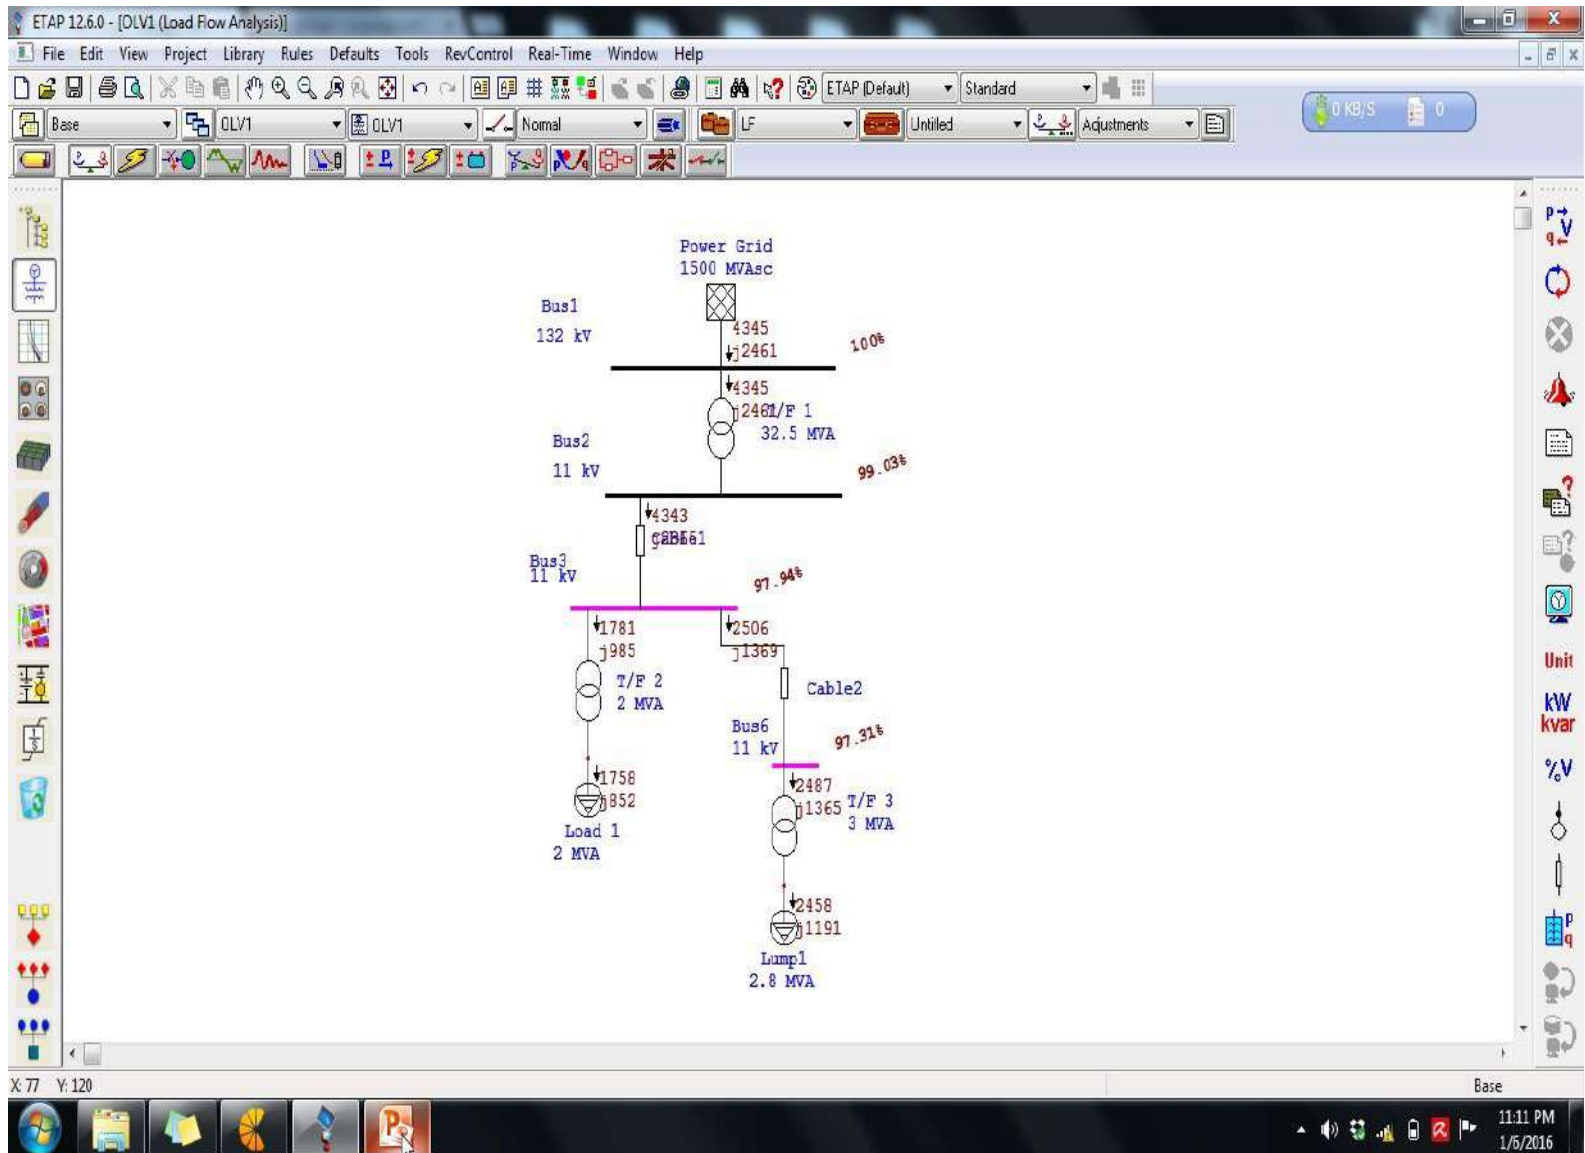 ETAP 12.6.0 - [OLV1 (Load Flow Analysis)]
File Edit View Project Library Rules Defaults Tools RevControl Real-Time Window Help
ETAP (Default) Standard
0 KB/S 0
Base OLV1 OLV1 Normal LF Untitled Adjustments
Power Grid
1500 MVAsc
Bus1
132 kV
4345
j2461
100%
4345
T/F 1
32.5 MVA
Bus2
11 kV
99.03%
4343
Bus3
11 kV
97.94%
1781
j985
2506
j1369
T/F 2
2 MVA
Cable2
Bus6
11 kV
97.31%
1758
j852
Load 1
2 MVA
2487
j1365
T/F 3
3 MVA
2458
j1191
Lump1
2.8 MVA
P
V
q
Unit
kW
kvar
%V
P
q
X: 77 Y: 120
Base
11:11 PM
1/6/2016